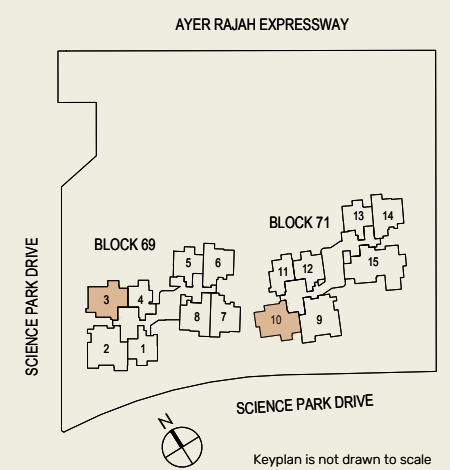 AYER RAJAH EXPRESSWAY
BLOCK 71
13
14
BLOCK 69
SCIENCE PARK DRIVE
5
6
11
12
15
3
4
10
9
8
7
2
1
SCIENCE PARK DRIVE
N
Keyplan is not drawn to scale